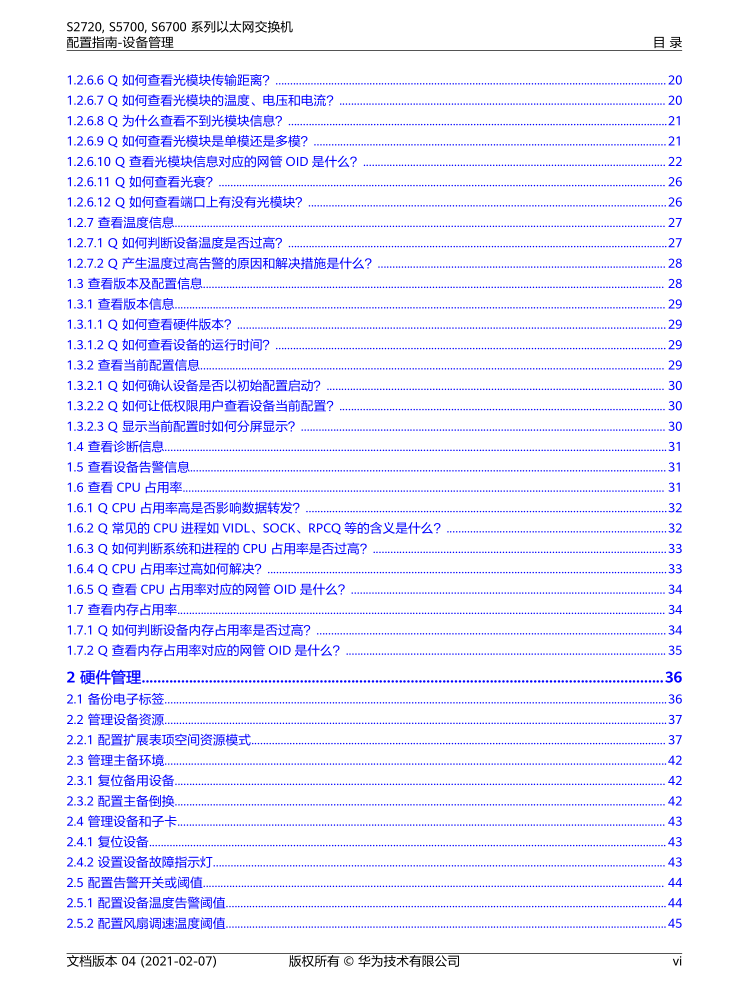 S2720, S5700, S6700 系列以太网交换机
配置指南-设备管理 目 录
1.2.6.6 Q 如何查看光模块传输距离？ 20
1.2.6.7 Q 如何查看光模块的温度、电压和电流？ 20
1.2.6.8 Q 为什么查看不到光模块信息？ 21
1.2.6.9 Q 如何查看光模块是单模还是多模？ 21
1.2.6.10 Q 查看光模块信息对应的网管 OID 是什么？ 22
1.2.6.11 Q 如何查看光衰？ 26
1.2.6.12 Q 如何查看端口上有没有光模块？ 26
1.2.7 查看温度信息 27
1.2.7.1 Q 如何判断设备温度是否过高？ 27
1.2.7.2 Q 产生温度过高告警的原因和解决措施是什么？ 28
1.3 查看版本及配置信息 28
1.3.1 查看版本信息 29
1.3.1.1 Q 如何查看硬件版本？ 29
1.3.1.2 Q 如何查看设备的运行时间？ 29
1.3.2 查看当前配置信息 29
1.3.2.1 Q 如何确认设备是否以初始配置启动？ 30
1.3.2.2 Q 如何让低权限用户查看设备当前配置？ 30
1.3.2.3 Q 显示当前配置时如何分屏显示？ 30
1.4 查看诊断信息 31
1.5 查看设备告警信息 31
1.6 查看 CPU 占用率 31
1.6.1 Q CPU 占用率高是否影响数据转发？ 32
1.6.2 Q 常见的 CPU 进程如 VIDL、SOCK、RPCQ 等的含义是什么？ 32
1.6.3 Q 如何判断系统和进程的 CPU 占用率是否过高？ 33
1.6.4 Q CPU 占用率过高如何解决？ 33
1.6.5 Q 查看 CPU 占用率对应的网管 OID 是什么？ 34
1.7 查看内存占用率 34
1.7.1 Q 如何判断设备内存占用率是否过高？ 34
1.7.2 Q 查看内存占用率对应的网管 OID 是什么？ 35
2 硬件管理 36
2.1 备份电子标签 36
2.2 管理设备资源 37
2.2.1 配置扩展表项空间资源模式 37
2.3 管理主备环境 42
2.3.1 复位备用设备 42
2.3.2 配置主备倒换 42
2.4 管理设备和子卡 43
2.4.1 复位设备 43
2.4.2 设置设备故障指示灯 43
2.5 配置告警开关或阈值 44
2.5.1 配置设备温度告警阈值 44
2.5.2 配置风扇调速温度阈值 45
文档版本 04 (2021-02-07) 版权所有 © 华为技术有限公司 vi